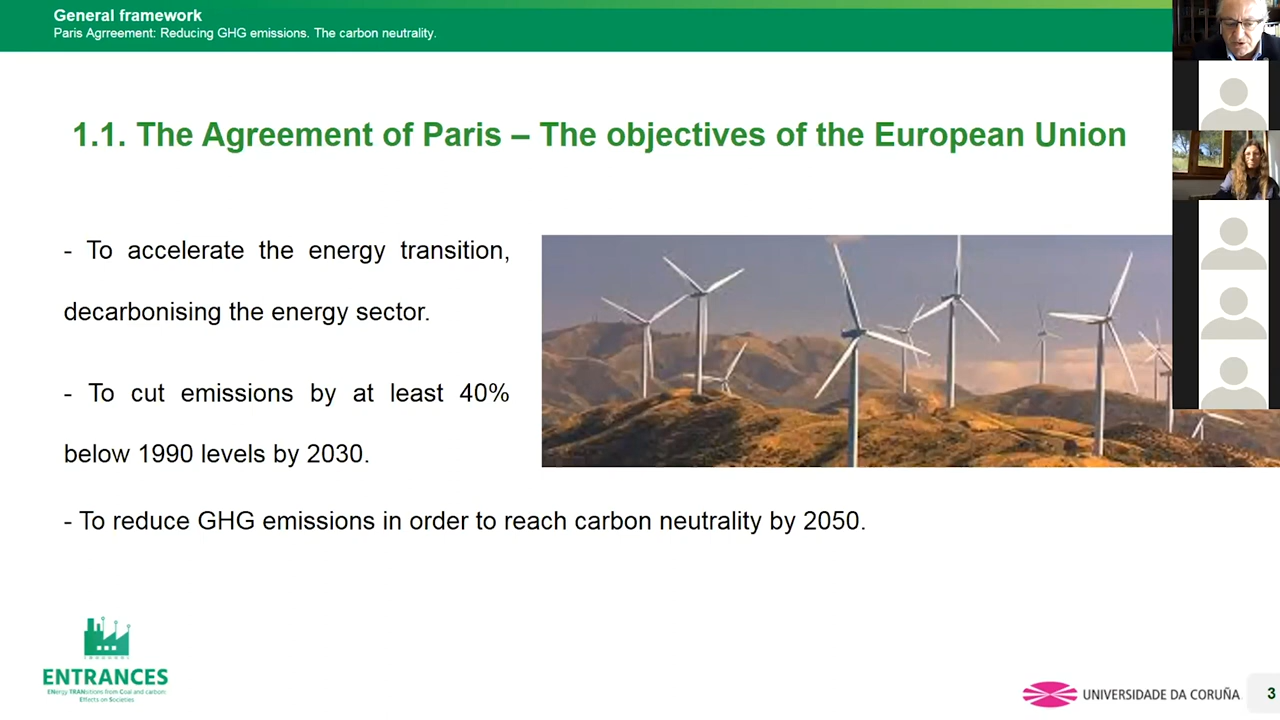 General framework
Paris Agrreement: Reducing GHG emissions. The carbon neutrality.
1.1. The Agreement of Paris – The objectives of the European Union
- To accelerate the energy transition,
decarbonising the energy sector.
- To cut emissions by at least 40%
below 1990 levels by 2030.
- To reduce GHG emissions in order to reach carbon neutrality by 2050.
ENTRANCES
ENergy TRANsitions from Coal and carbon:
Effects on Societies
UNIVERSIDADE DA CORUÑA
3